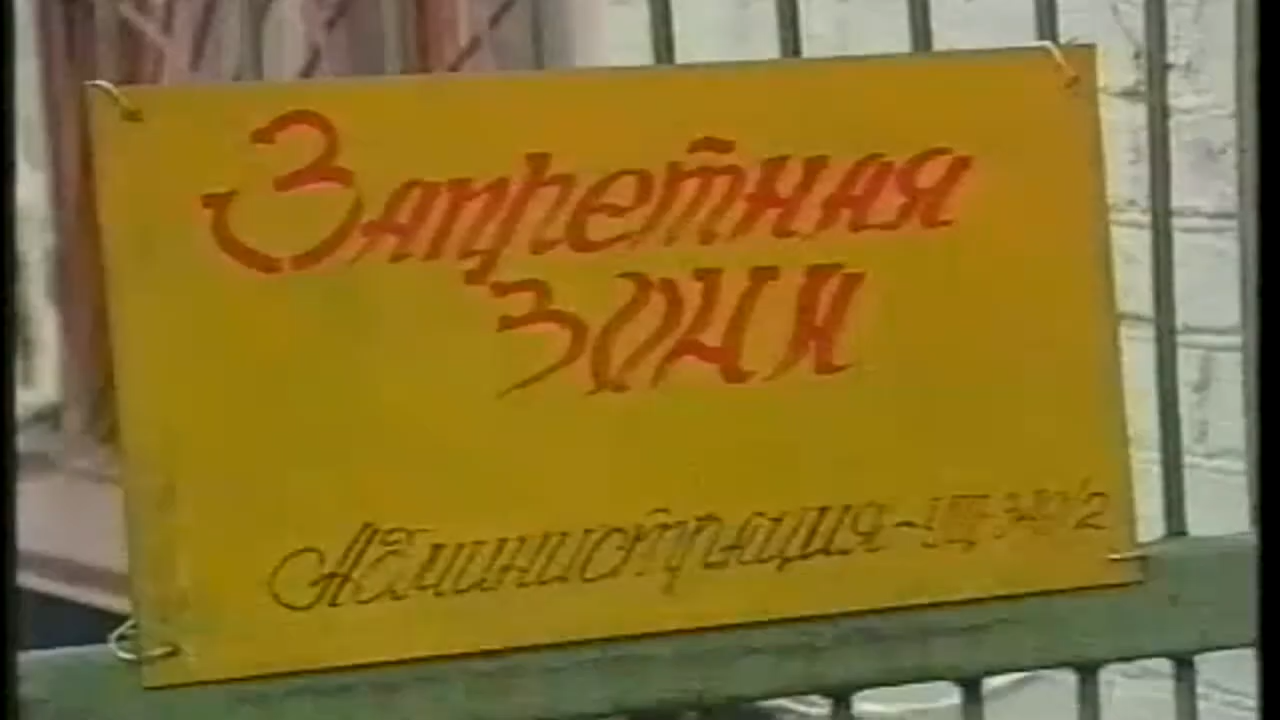 Запретная
зона
Администрация-